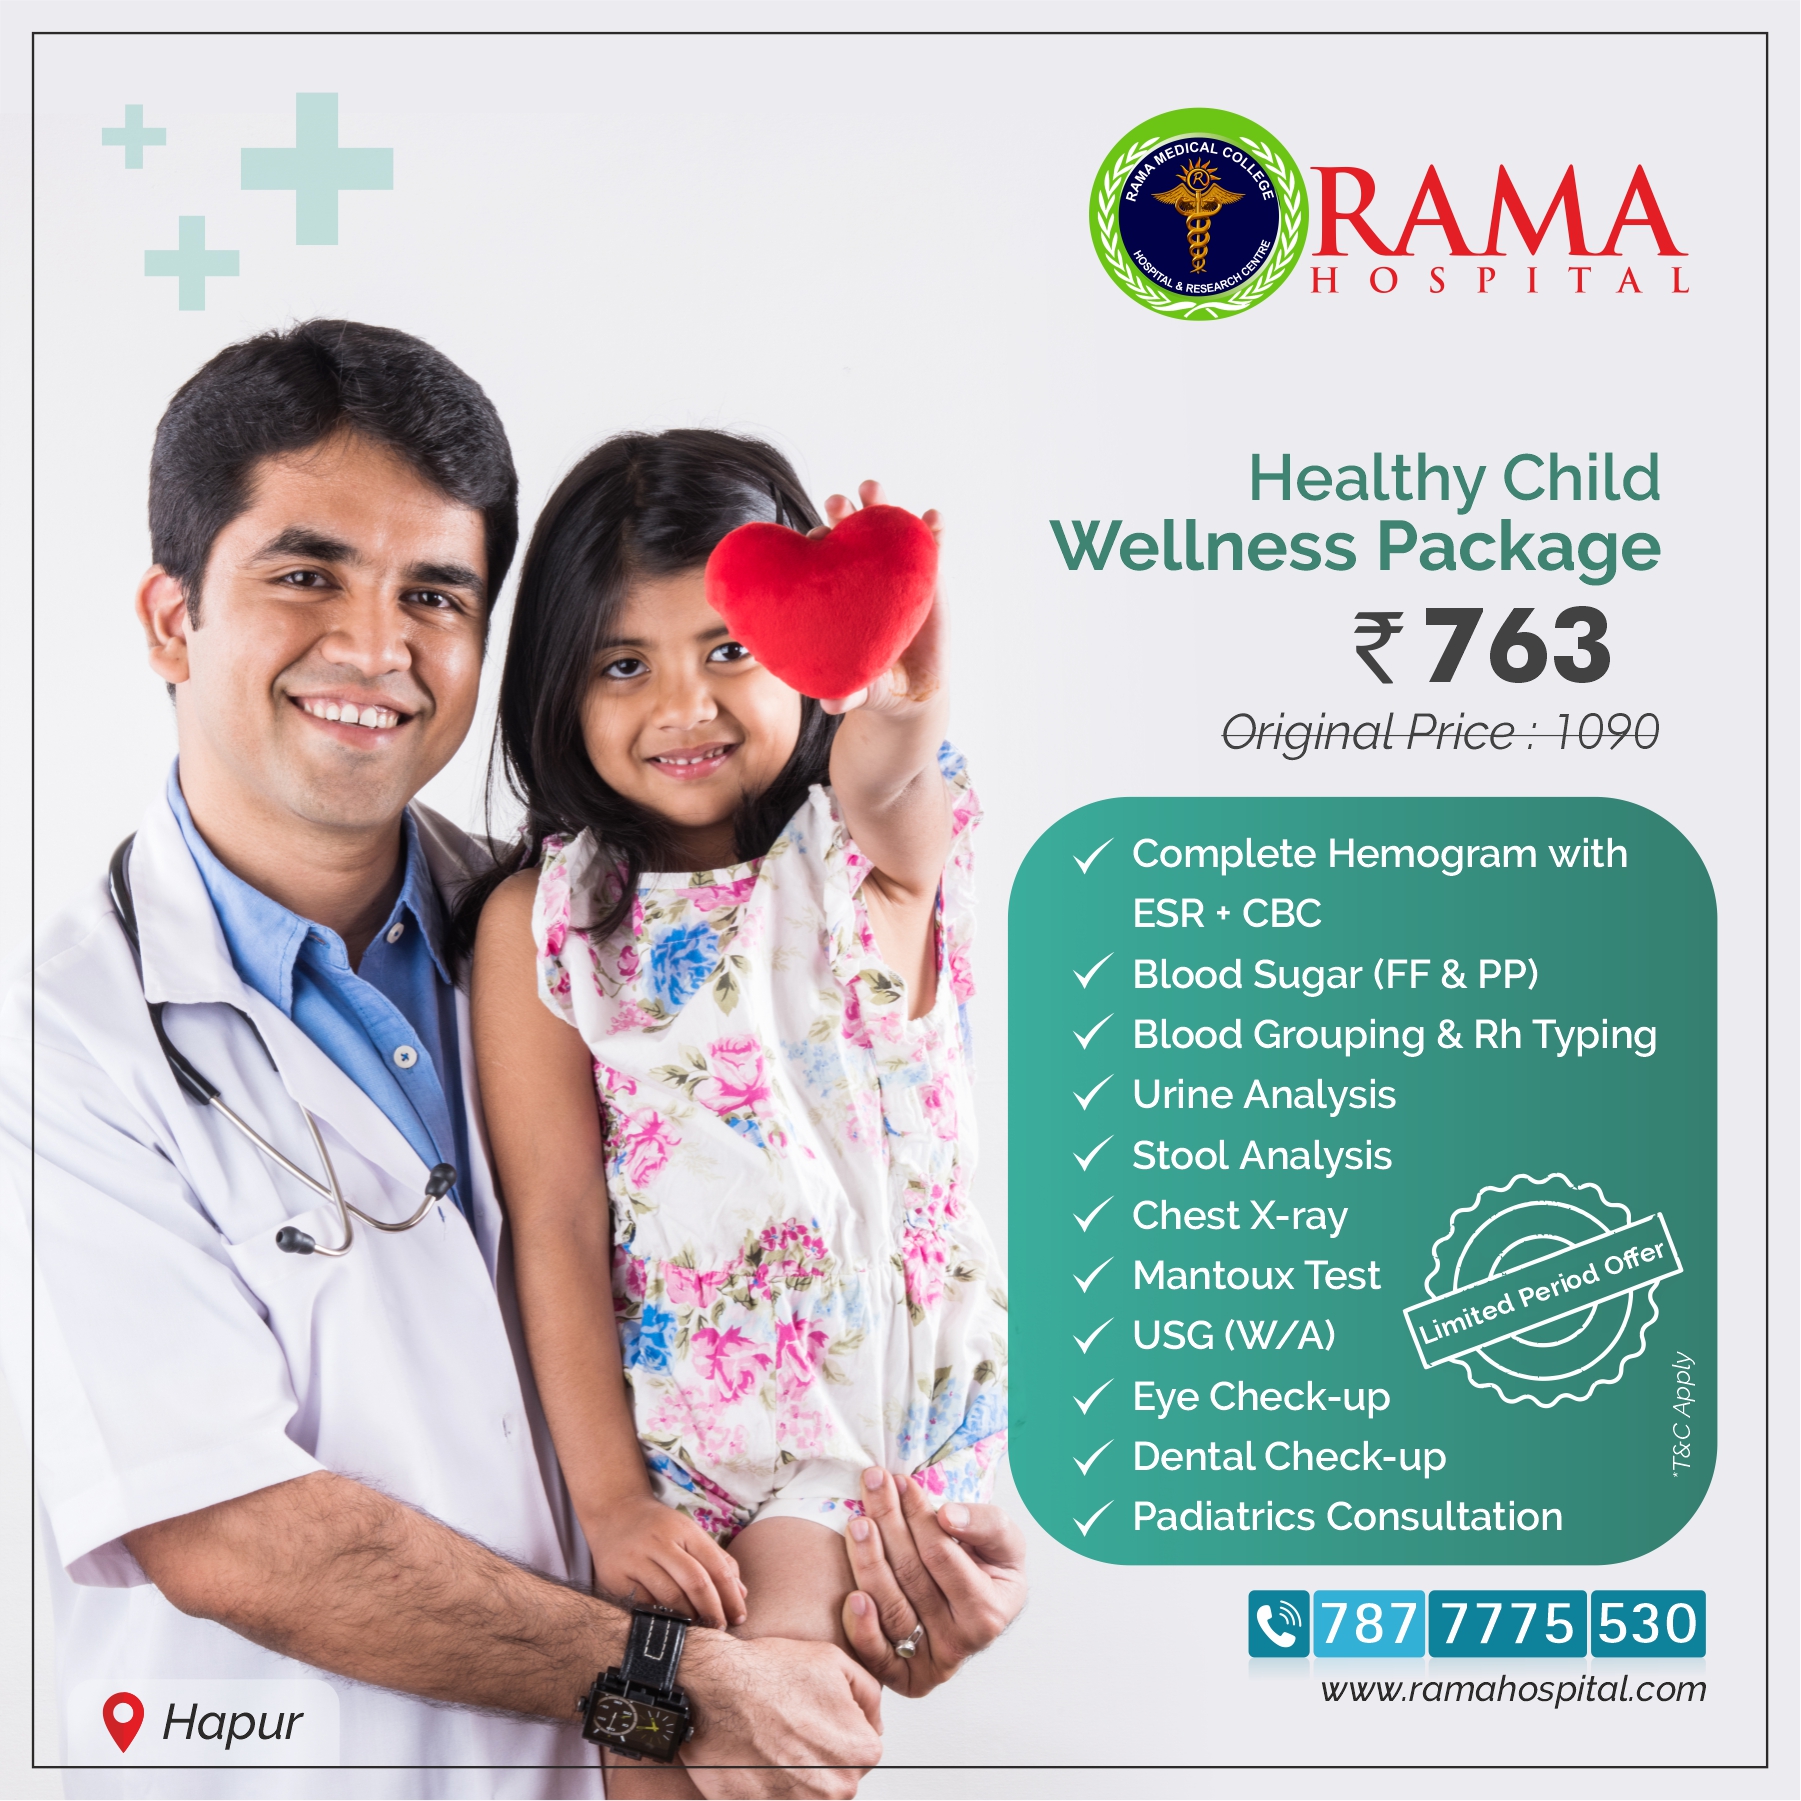 RAMA MEDICAL COLLEGE
HOSPITAL & RESEARCH CENTRE
R
RAMA
HOSPITAL
Healthy Child
Wellness Package
₹ 763
Original Price : 1090
Complete Hemogram with
ESR + CBC
Blood Sugar (FF & PP)
Blood Grouping & Rh Typing
Urine Analysis
Stool Analysis
Chest X-ray
Mantoux Test
USG (W/A)
Eye Check-up
Dental Check-up
Padiatrics Consultation
Limited Period Offer
*T&C Apply
787 7775 530
www.ramahospital.com
Hapur